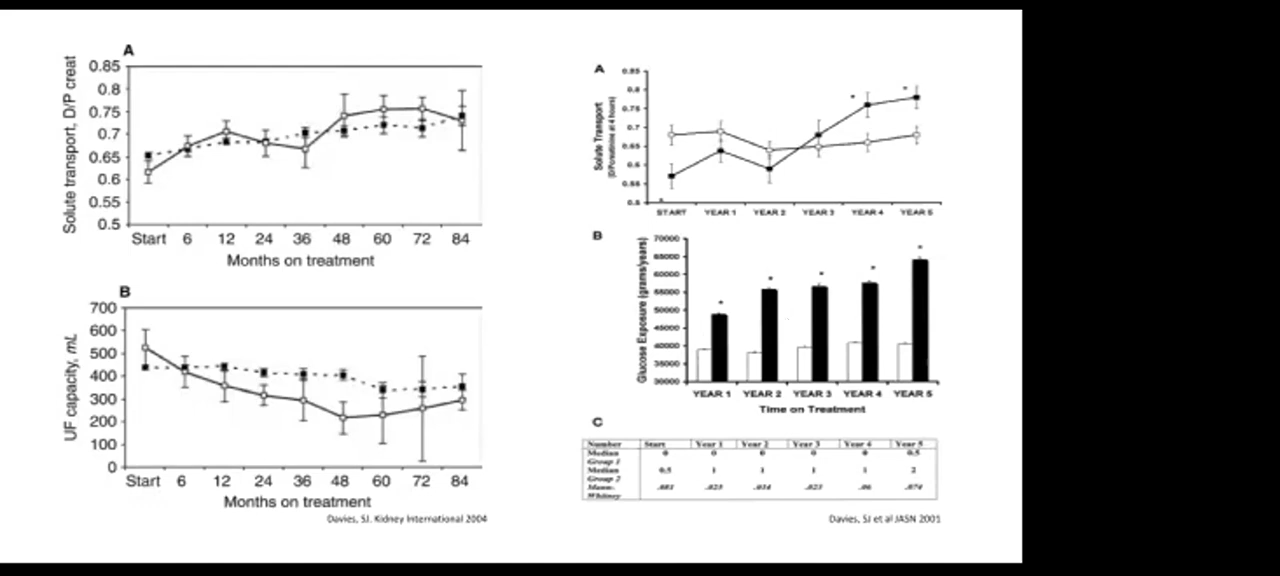 A
Solute transport, D/P creat
0.85
0.8
0.75
0.7
0.65
0.6
0.55
0.5
Start 6 12 24 36 48 60 72 84
Months on treatment
B
UF capacity, mL
700
600
500
400
300
200
100
0
Start 6 12 24 36 48 60 72 84
Months on treatment
Davies, SJ. Kidney International 2004
A
Solute Transport
(D/Pcreatinine at 4 hours)
0.85
0.8
0.75
0.7
0.65
0.6
0.55
0.5
START YEAR 1 YEAR 2 YEAR 3 YEAR 4 YEAR 5
B
Glucose Exposure (grams/years)
70000
65000
60000
55000
50000
45000
40000
35000
30000
YEAR 1 YEAR 2 YEAR 3 YEAR 4 YEAR 5
Time on Treatment
C
Number Start Year 1 Year 2 Year 3 Year 4 Year 5
Median 0 0 0 0 0 0.5
Group 1
Median 0.5 1 1 1 1 2
Group 2
Mann- .025 .023 .06 .074
Whitney
Davies, SJ et al JASN 2001